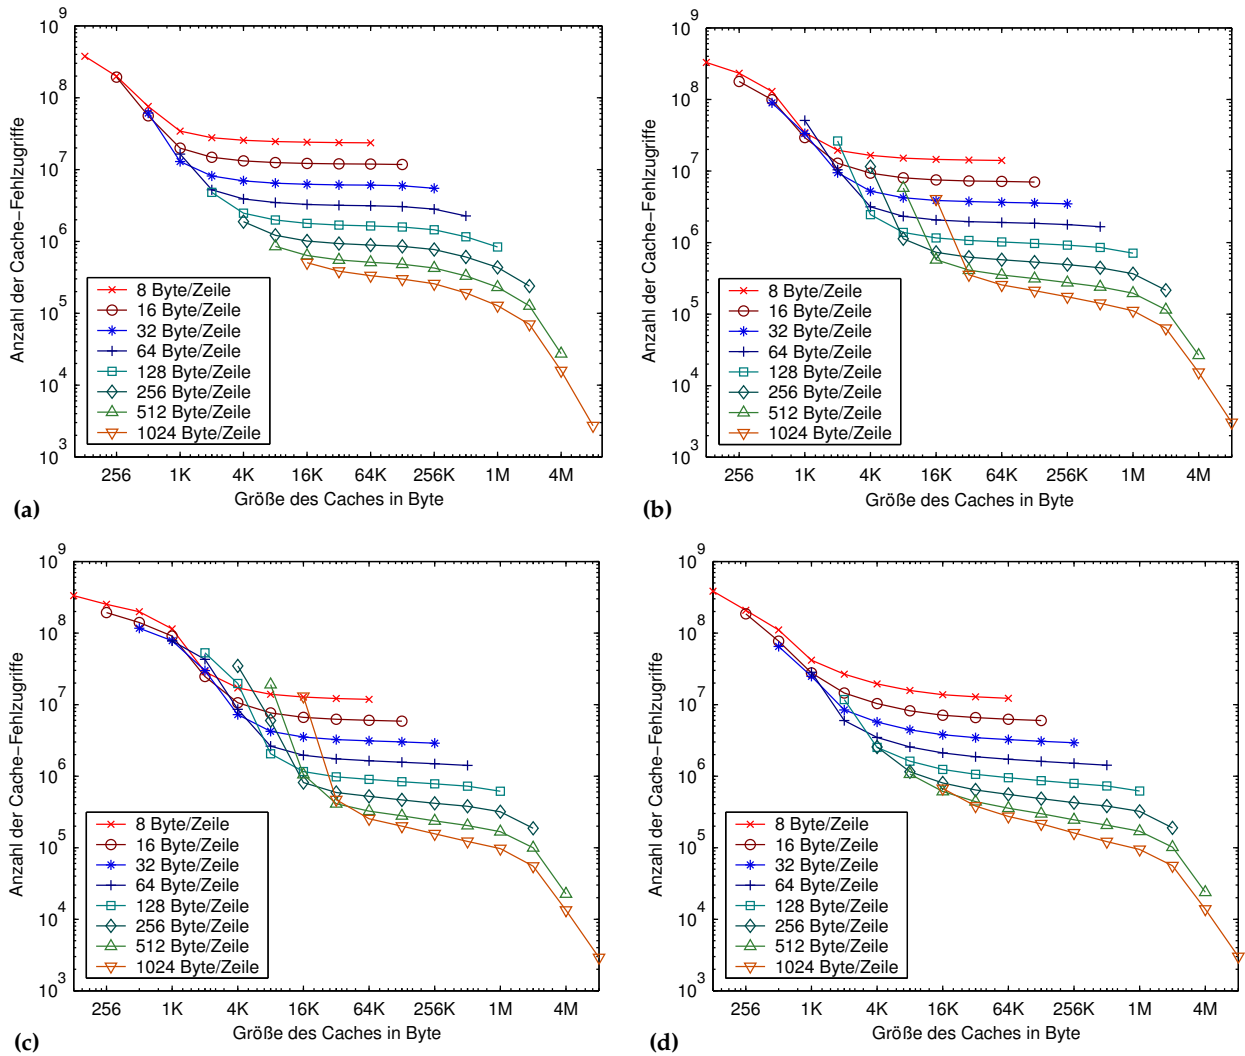 Anzahl der Cache−Fehlzugriffe
10^9
10^8
10^7
10^6
10^5
10^4
10^3
8 Byte/Zeile
16 Byte/Zeile
32 Byte/Zeile
64 Byte/Zeile
128 Byte/Zeile
256 Byte/Zeile
512 Byte/Zeile
1024 Byte/Zeile
256 1K 4K 16K 64K 256K 1M 4M
Größe des Caches in Byte
(a)
Anzahl der Cache−Fehlzugriffe
10^9
10^8
10^7
10^6
10^5
10^4
10^3
8 Byte/Zeile
16 Byte/Zeile
32 Byte/Zeile
64 Byte/Zeile
128 Byte/Zeile
256 Byte/Zeile
512 Byte/Zeile
1024 Byte/Zeile
256 1K 4K 16K 64K 256K 1M 4M
Größe des Caches in Byte
(b)
Anzahl der Cache−Fehlzugriffe
10^9
10^8
10^7
10^6
10^5
10^4
10^3
8 Byte/Zeile
16 Byte/Zeile
32 Byte/Zeile
64 Byte/Zeile
128 Byte/Zeile
256 Byte/Zeile
512 Byte/Zeile
1024 Byte/Zeile
256 1K 4K 16K 64K 256K 1M 4M
Größe des Caches in Byte
(c)
Anzahl der Cache−Fehlzugriffe
10^9
10^8
10^7
10^6
10^5
10^4
10^3
8 Byte/Zeile
16 Byte/Zeile
32 Byte/Zeile
64 Byte/Zeile
128 Byte/Zeile
256 Byte/Zeile
512 Byte/Zeile
1024 Byte/Zeile
256 1K 4K 16K 64K 256K 1M 4M
Größe des Caches in Byte
(d)